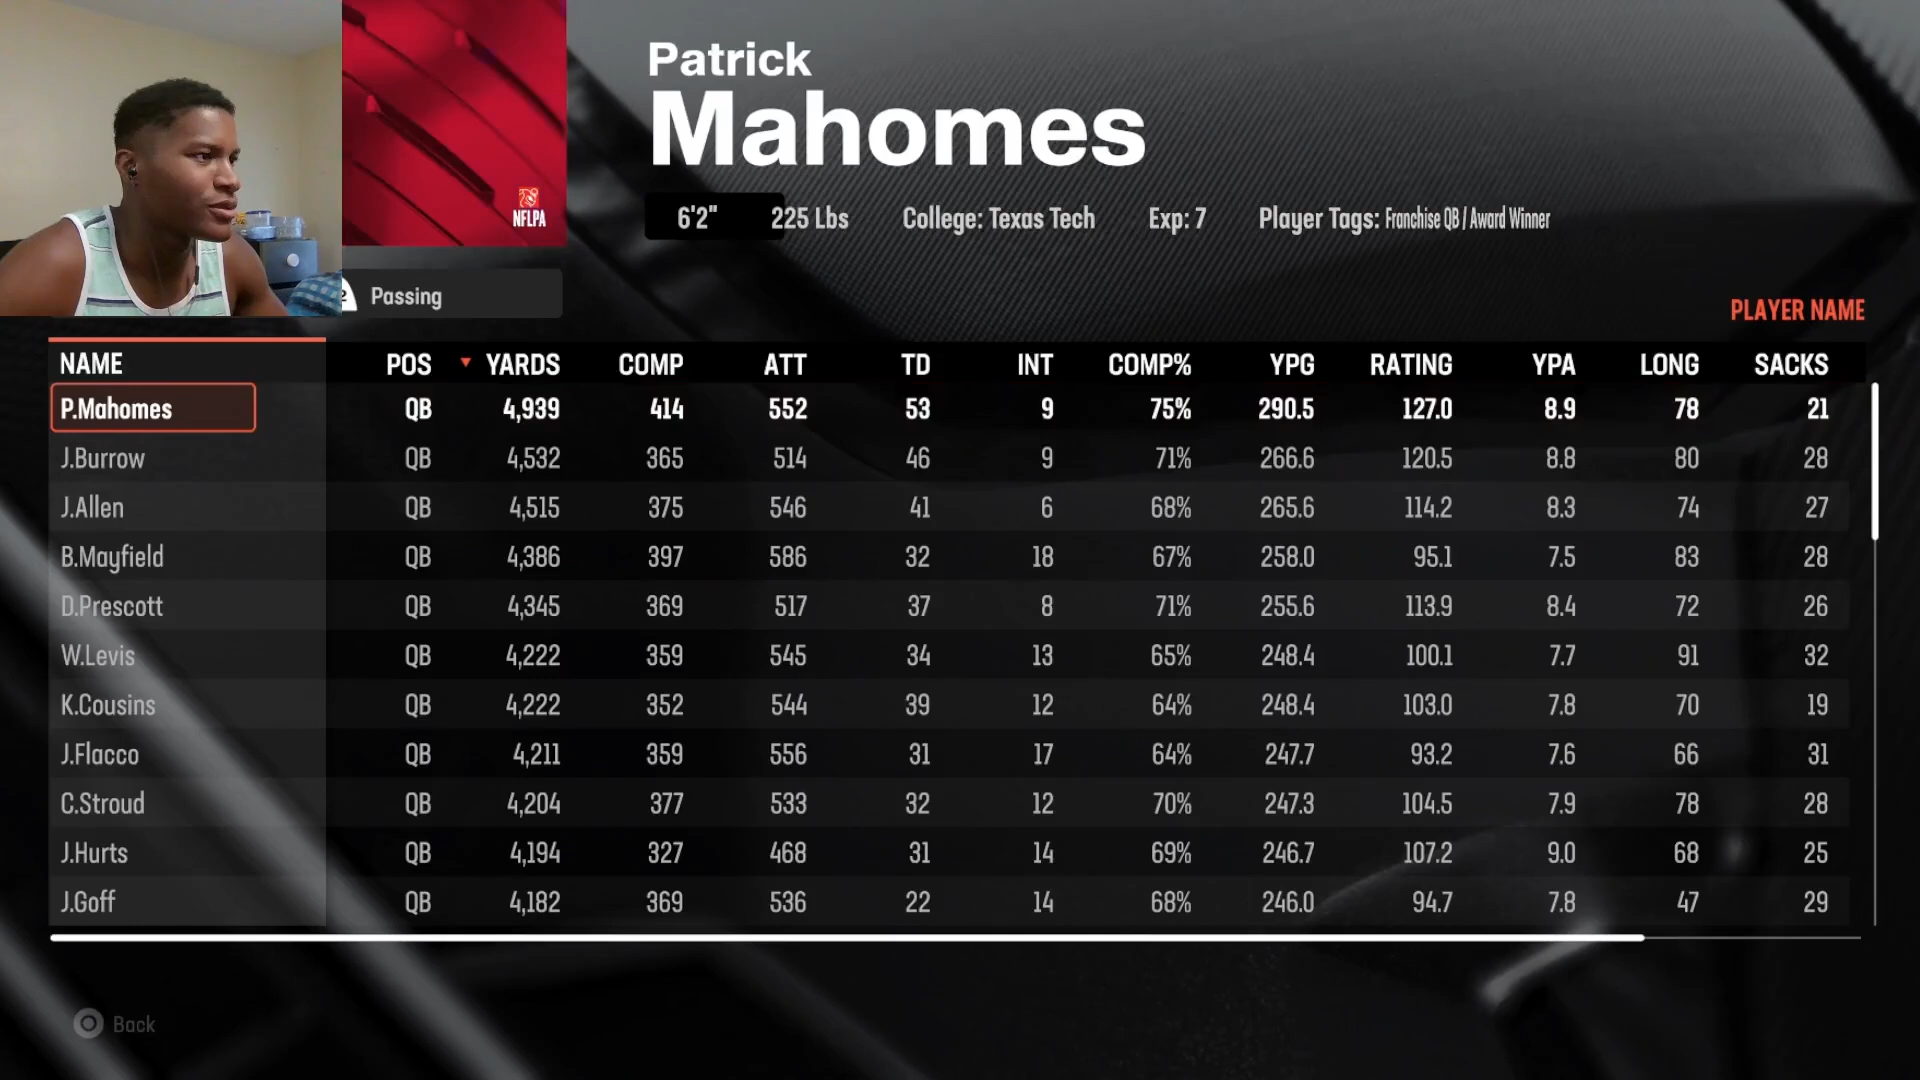 Patrick
Mahomes
6'2" 225 Lbs College: Texas Tech Exp: 7 Player Tags: Franchise QB / Award Winner
NFLPA
2 Passing
PLAYER NAME
NAME POS YARDS COMP ATT TD INT COMP% YPG RATING YPA LONG SACKS
P.Mahomes QB 4,939 414 552 53 9 75% 290.5 127.0 8.9 78 21
J.Burrow QB 4,532 365 514 46 9 71% 266.6 120.5 8.8 80 28
J.Allen QB 4,515 375 546 41 6 68% 265.6 114.2 8.3 74 27
B.Mayfield QB 4,386 397 586 32 18 67% 258.0 95.1 7.5 83 28
D.Prescott QB 4,345 369 517 37 8 71% 255.6 113.9 8.4 72 26
W.Levis QB 4,222 359 545 34 13 65% 248.4 100.1 7.7 91 32
K.Cousins QB 4,222 352 544 39 12 64% 248.4 103.0 7.8 70 19
J.Flacco QB 4,211 359 556 31 17 64% 247.7 93.2 7.6 66 31
C.Stroud QB 4,204 377 533 32 12 70% 247.3 104.5 7.9 78 28
J.Hurts QB 4,194 327 468 31 14 69% 246.7 107.2 9.0 68 25
J.Goff QB 4,182 369 536 22 14 68% 246.0 94.7 7.8 47 29
Back